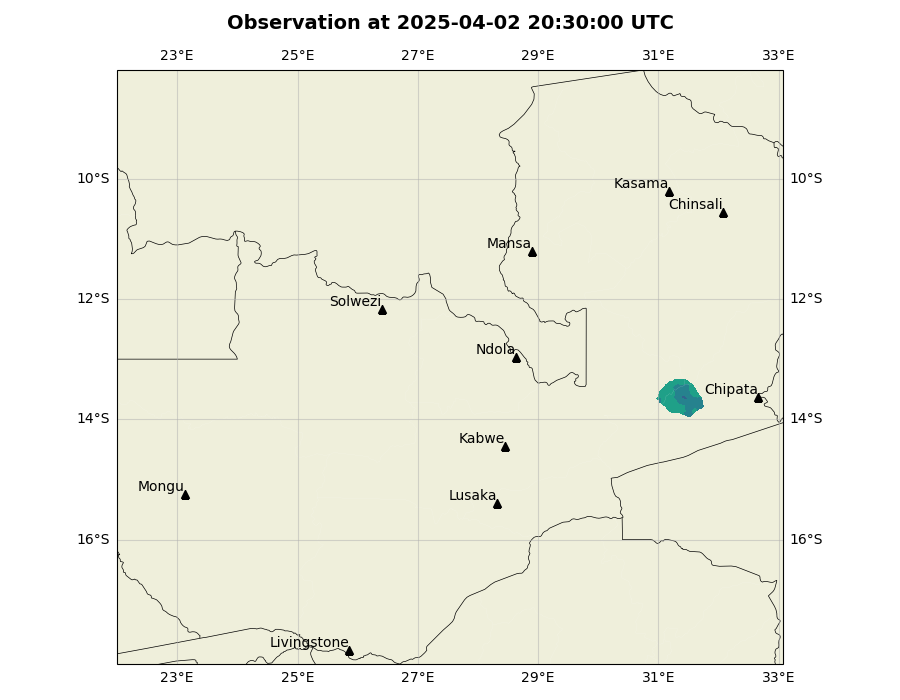 Observation at 2025-04-02 20:30:00 UTC
23°E 25°E 27°E 29°E 31°E 33°E
10°S 10°S
Kasama
Chinsali
Mansa
12°S 12°S
Solwezi
Ndola
Chipata
14°S 14°S
Kabwe
Mongu
Lusaka
16°S 16°S
Livingstone
23°E 25°E 27°E 29°E 31°E 33°E